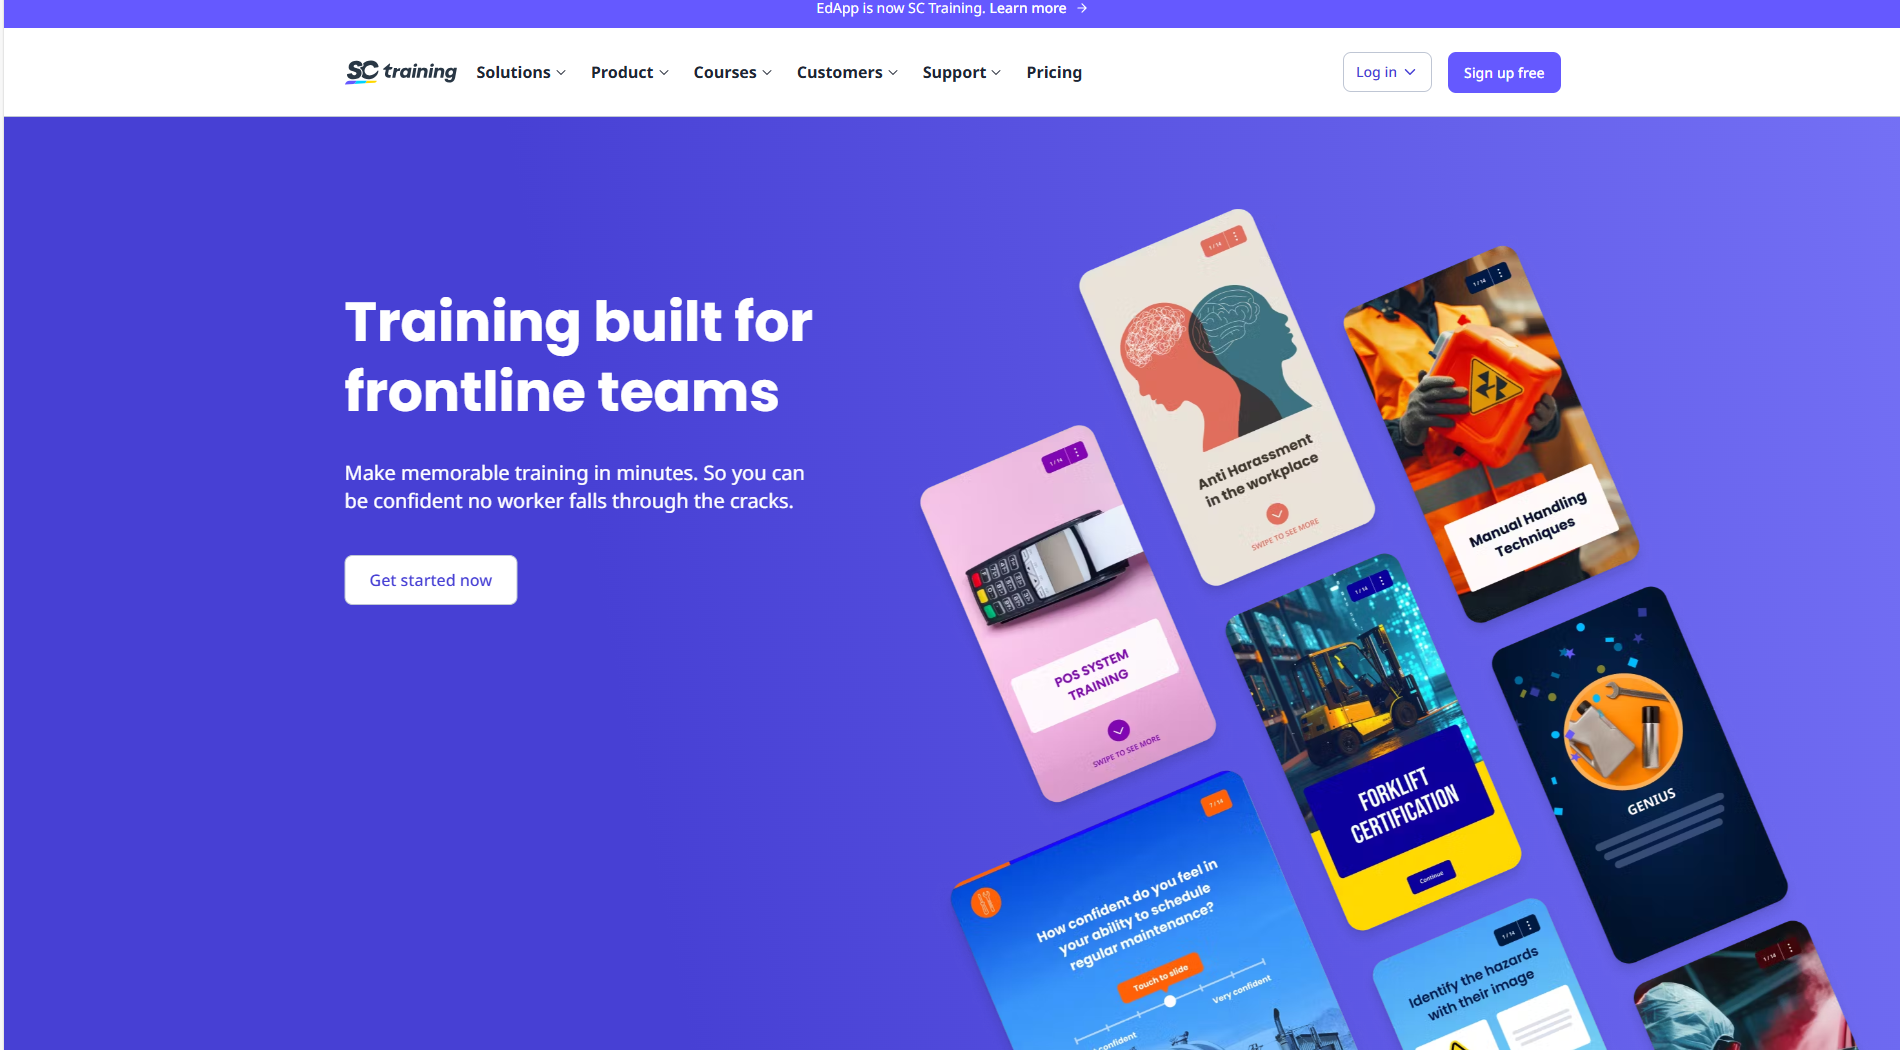 EdApp is now SC Training. Learn more →
SC training
Solutions
Product
Courses
Customers
Support
Pricing
Log in
Sign up free
Training built for
frontline teams
Make memorable training in minutes. So you can
be confident no worker falls through the cracks.
Get started now
1 / 14
Anti Harassment
in the workplace
SWIPE TO SEE MORE
1 / 14
Manual Handling
Techniques
1 / 14
POS SYSTEM
TRAINING
SWIPE TO SEE MORE
1 / 14
FORKLIFT
CERTIFICATION
Continue
GENIUS
7 / 14
How confident do you feel in
your ability to schedule
regular maintenance?
Touch to slide
Very confident
confident
1 / 14
Identify the hazards
with their image
1 / 14